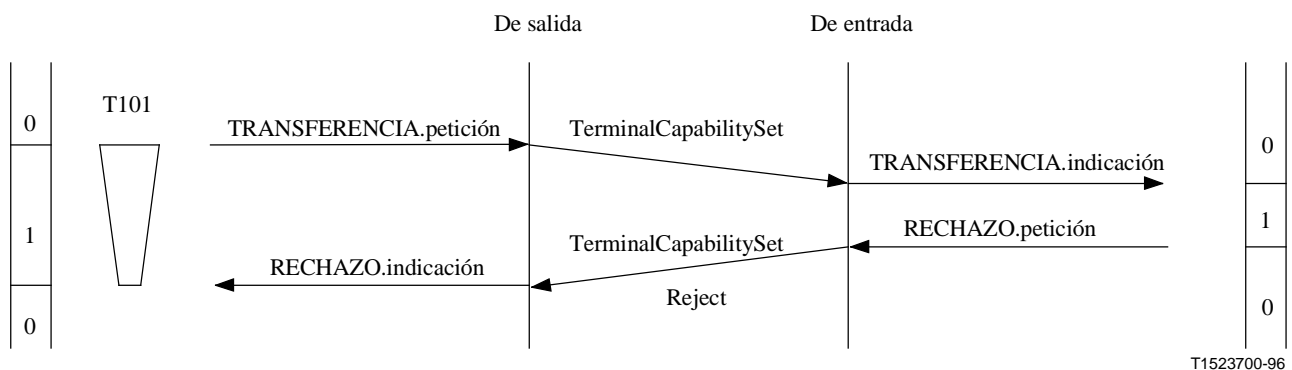 De salida De entrada
T101
0 TRANSFERENCIA.petición TerminalCapabilitySet 0
TRANSFERENCIA.indicación
1 TerminalCapabilitySet RECHAZO.petición 1
RECHAZO.indicación
Reject
0 0
T1523700-96